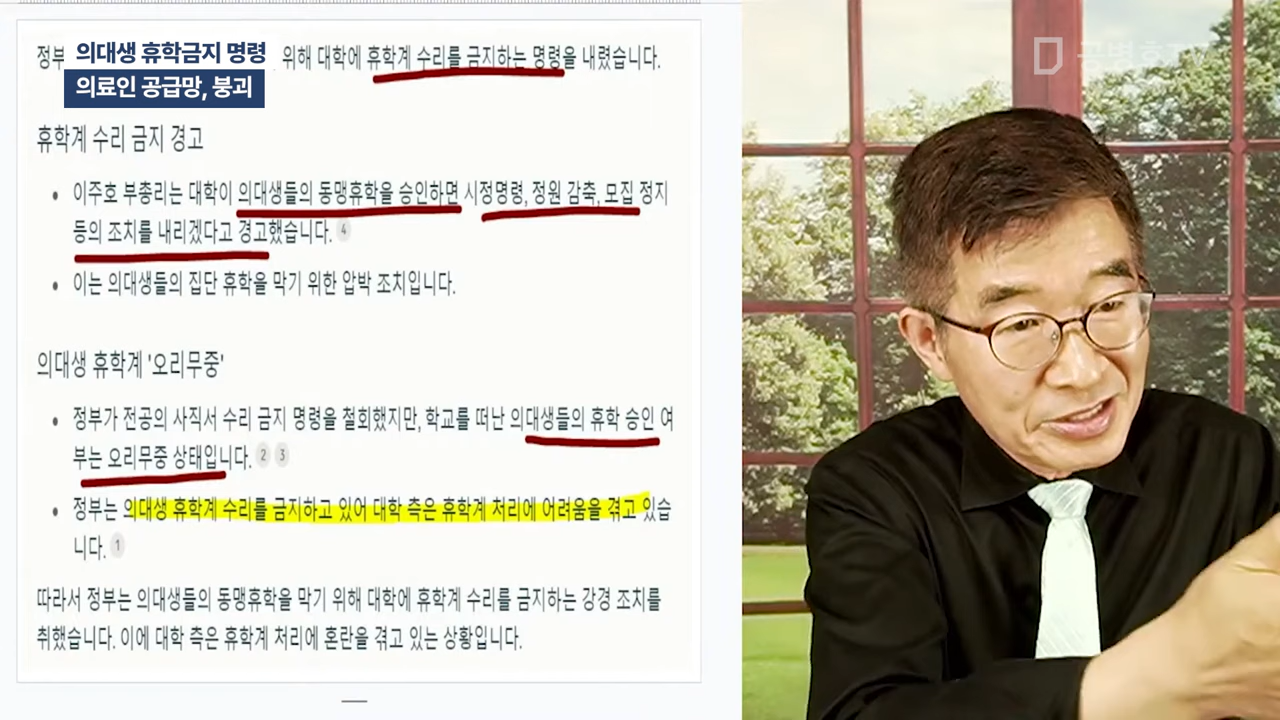 의대생 휴학금지 명령
의료인 공급망, 붕괴
정부 위해 대학에 휴학계 수리를 금지하는 명령을 내렸습니다.
휴학계 수리 금지 경고
• 이주호 부총리는 대학이 의대생들의 동맹휴학을 승인하면 시정명령, 정원 감축, 모집 정지
등의 조치를 내리겠다고 경고했습니다. 4
• 이는 의대생들의 집단 휴학을 막기 위한 압박 조치입니다.
의대생 휴학계 '오리무중'
• 정부가 전공의 사직서 수리 금지 명령을 철회했지만, 학교를 떠난 의대생들의 휴학 승인 여
부는 오리무중 상태입니다. 2 3
• 정부는 의대생 휴학계 수리를 금지하고 있어 대학 측은 휴학계 처리에 어려움을 겪고 있습
니다. 1
따라서 정부는 의대생들의 동맹휴학을 막기 위해 대학에 휴학계 수리를 금지하는 강경 조치를
취했습니다. 이에 대학 측은 휴학계 처리에 혼란을 겪고 있는 상황입니다.
공병호TV